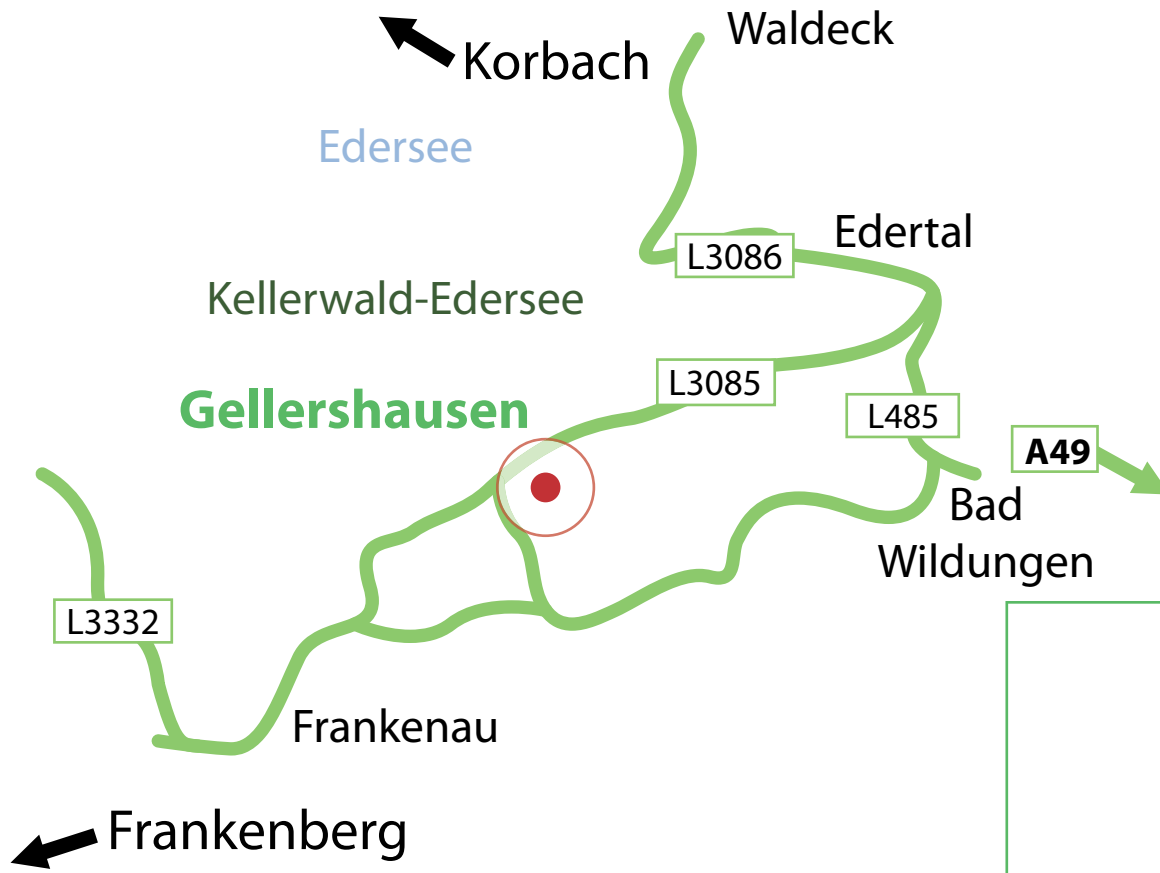 Waldeck
Korbach
Edersee
Edertal
L3086
Kellerwald-Edersee
L3085
Gellershausen
L485
A49
Bad
Wildungen
L3332
Frankenau
Frankenberg